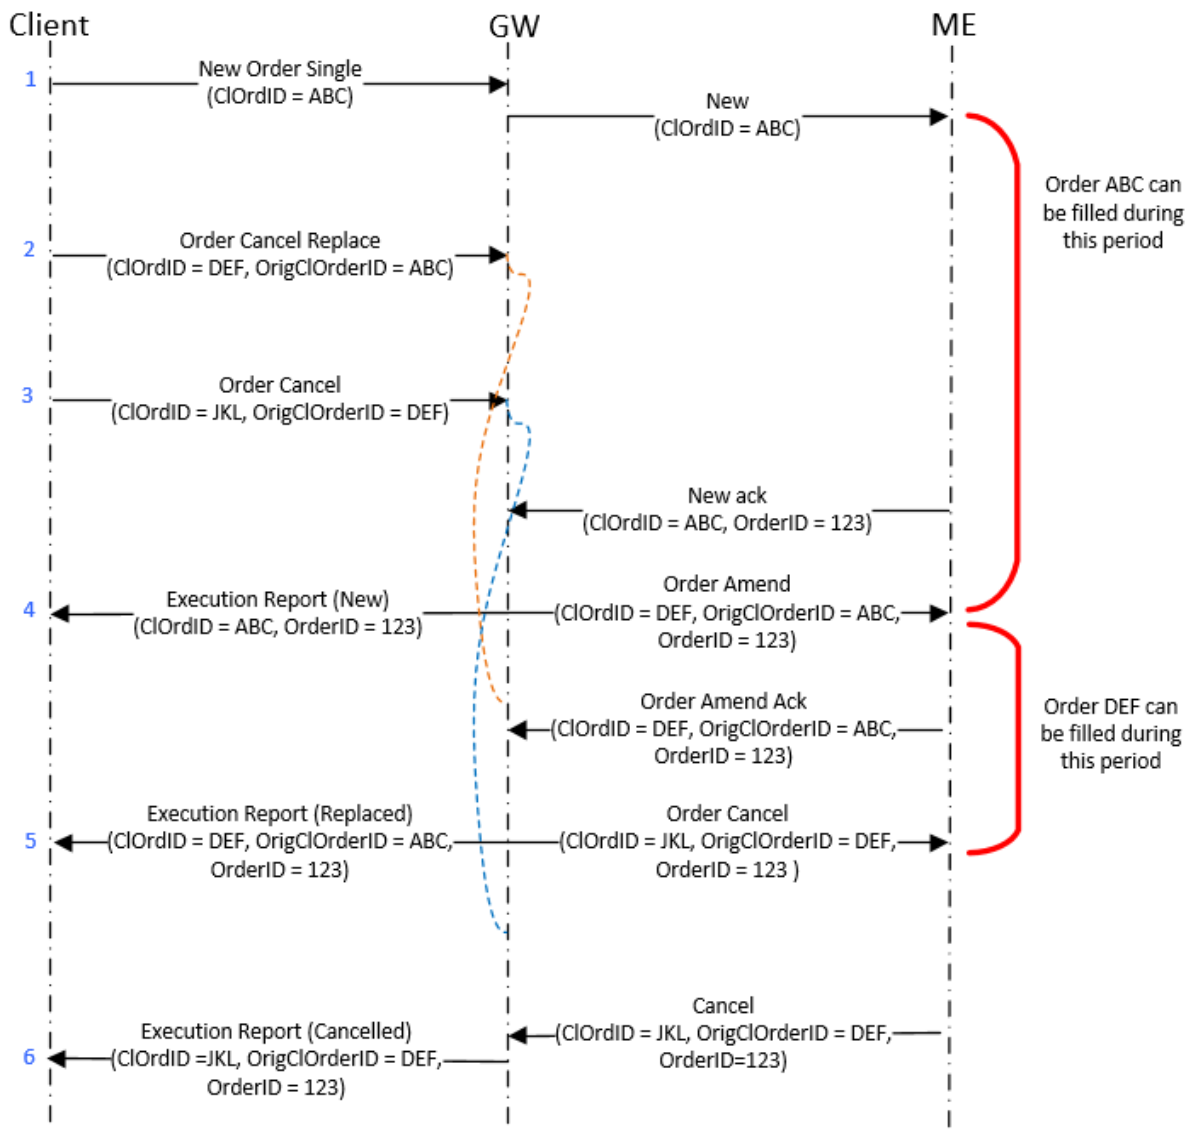 Client
GW
ME
1
New Order Single
(ClOrdID = ABC)
New
(ClOrdID = ABC)
Order ABC can
be filled during
this period
2
Order Cancel Replace
(ClOrdID = DEF, OrigClOrderID = ABC)
3
Order Cancel
(ClOrdID = JKL, OrigClOrderID = DEF)
New ack
(ClOrdID = ABC, OrderID = 123)
4
Execution Report (New)
(ClOrdID = ABC, OrderID = 123)
Order Amend
(ClOrdID = DEF, OrigClOrderID = ABC,
OrderID = 123)
Order Amend Ack
(ClOrdID = DEF, OrigClOrderID = ABC,
OrderID = 123)
Order DEF can
be filled during
this period
5
Execution Report (Replaced)
(ClOrdID = DEF, OrigClOrderID = ABC,
OrderID = 123)
Order Cancel
(ClOrdID = JKL, OrigClOrderID = DEF,
OrderID = 123 )
Cancel
(ClOrdID = JKL, OrigClOrderID = DEF,
OrderID=123)
6
Execution Report (Cancelled)
(ClOrdID =JKL, OrigClOrderID = DEF,
OrderID = 123)